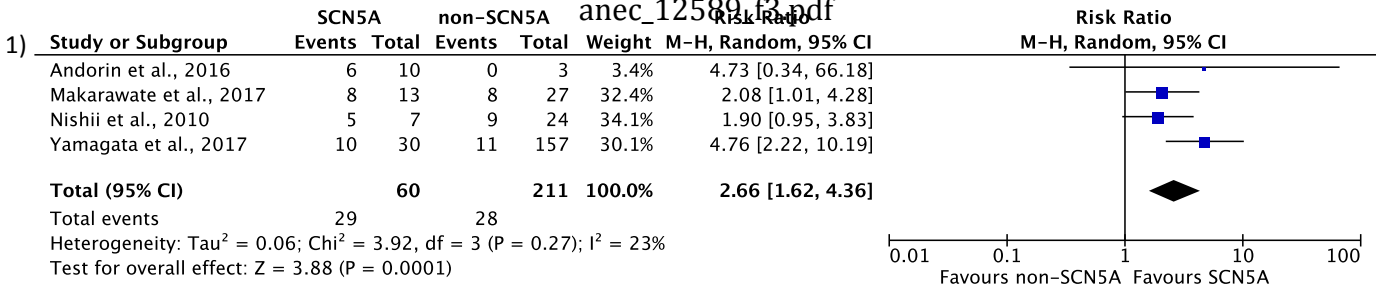 anec_12589_f3.pdf
SCN5A non-SCN5A Risk Ratio Risk Ratio
1) Study or Subgroup Events Total Events Total Weight M-H, Random, 95% CI M-H, Random, 95% CI
Andorin et al., 2016 6 10 0 3 3.4% 4.73 [0.34, 66.18]
Makarawate et al., 2017 8 13 8 27 32.4% 2.08 [1.01, 4.28]
Nishii et al., 2010 5 7 9 24 34.1% 1.90 [0.95, 3.83]
Yamagata et al., 2017 10 30 11 157 30.1% 4.76 [2.22, 10.19]
Total (95% CI) 60 211 100.0% 2.66 [1.62, 4.36]
Total events 29 28
Heterogeneity: Tau² = 0.06; Chi² = 3.92, df = 3 (P = 0.27); I² = 23%
Test for overall effect: Z = 3.88 (P = 0.0001)
0.01 0.1 1 10 100
Favours non-SCN5A Favours SCN5A